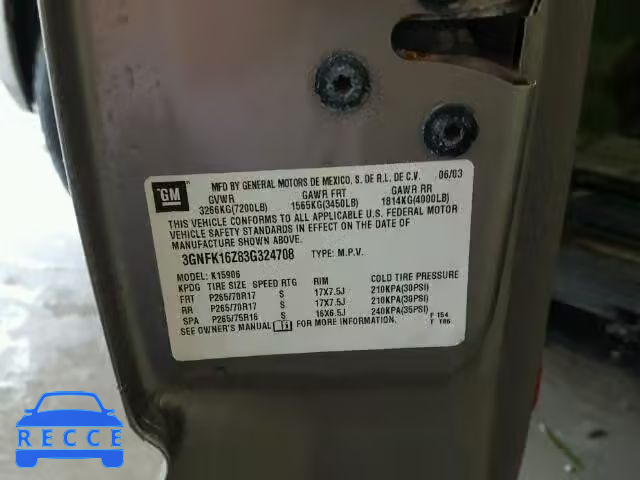 GM
MFD BY GENERAL MOTORS DE MEXICO, S. DE R.L. DE C.V. 06/03
GVWR GAWR FRT GAWR RR
3266KG(7200LB) 1565KG(3450LB) 1814KG(4000LB)
THIS VEHICLE CONFORMS TO ALL APPLICABLE U.S. FEDERAL MOTOR
VEHICLE SAFETY STANDARDS IN EFFECT ON THE DATE OF
MANUFACTURE SHOWN ABOVE.
3GNFK16Z83G324708 TYPE: M.P.V.
MODEL: K15906
KPDG TIRE SIZE SPEED RTG RIM COLD TIRE PRESSURE
FRT P265/70R17 S 17X7.5J 210KPA(30PSI)
RR P265/70R17 S 17X7.5J 210KPA(30PSI)
SPA P265/75R16 S 16X6.5J 240KPA(35PSI) F 154
SEE OWNER'S MANUAL FOR MORE INFORMATION. T 186
RECCE